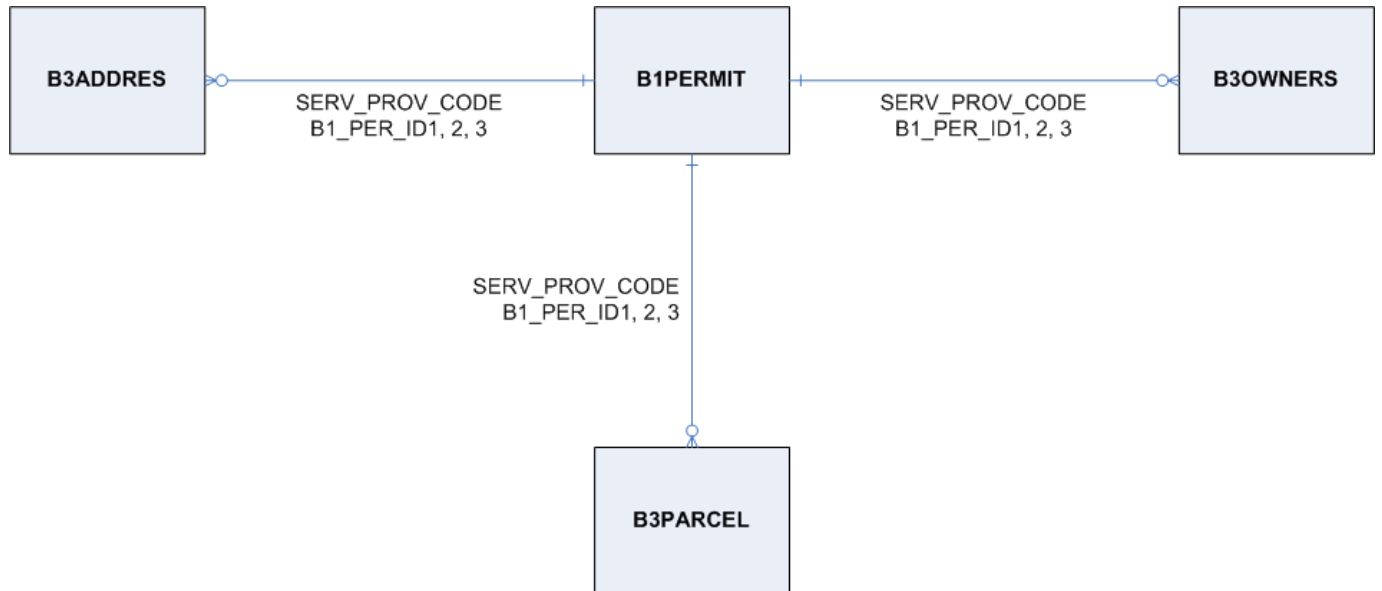 B3ADDRES
B1PERMIT
B3OWNERS
SERV_PROV_CODE
B1_PER_ID1, 2, 3
SERV_PROV_CODE
B1_PER_ID1, 2, 3
SERV_PROV_CODE
B1_PER_ID1, 2, 3
B3PARCEL